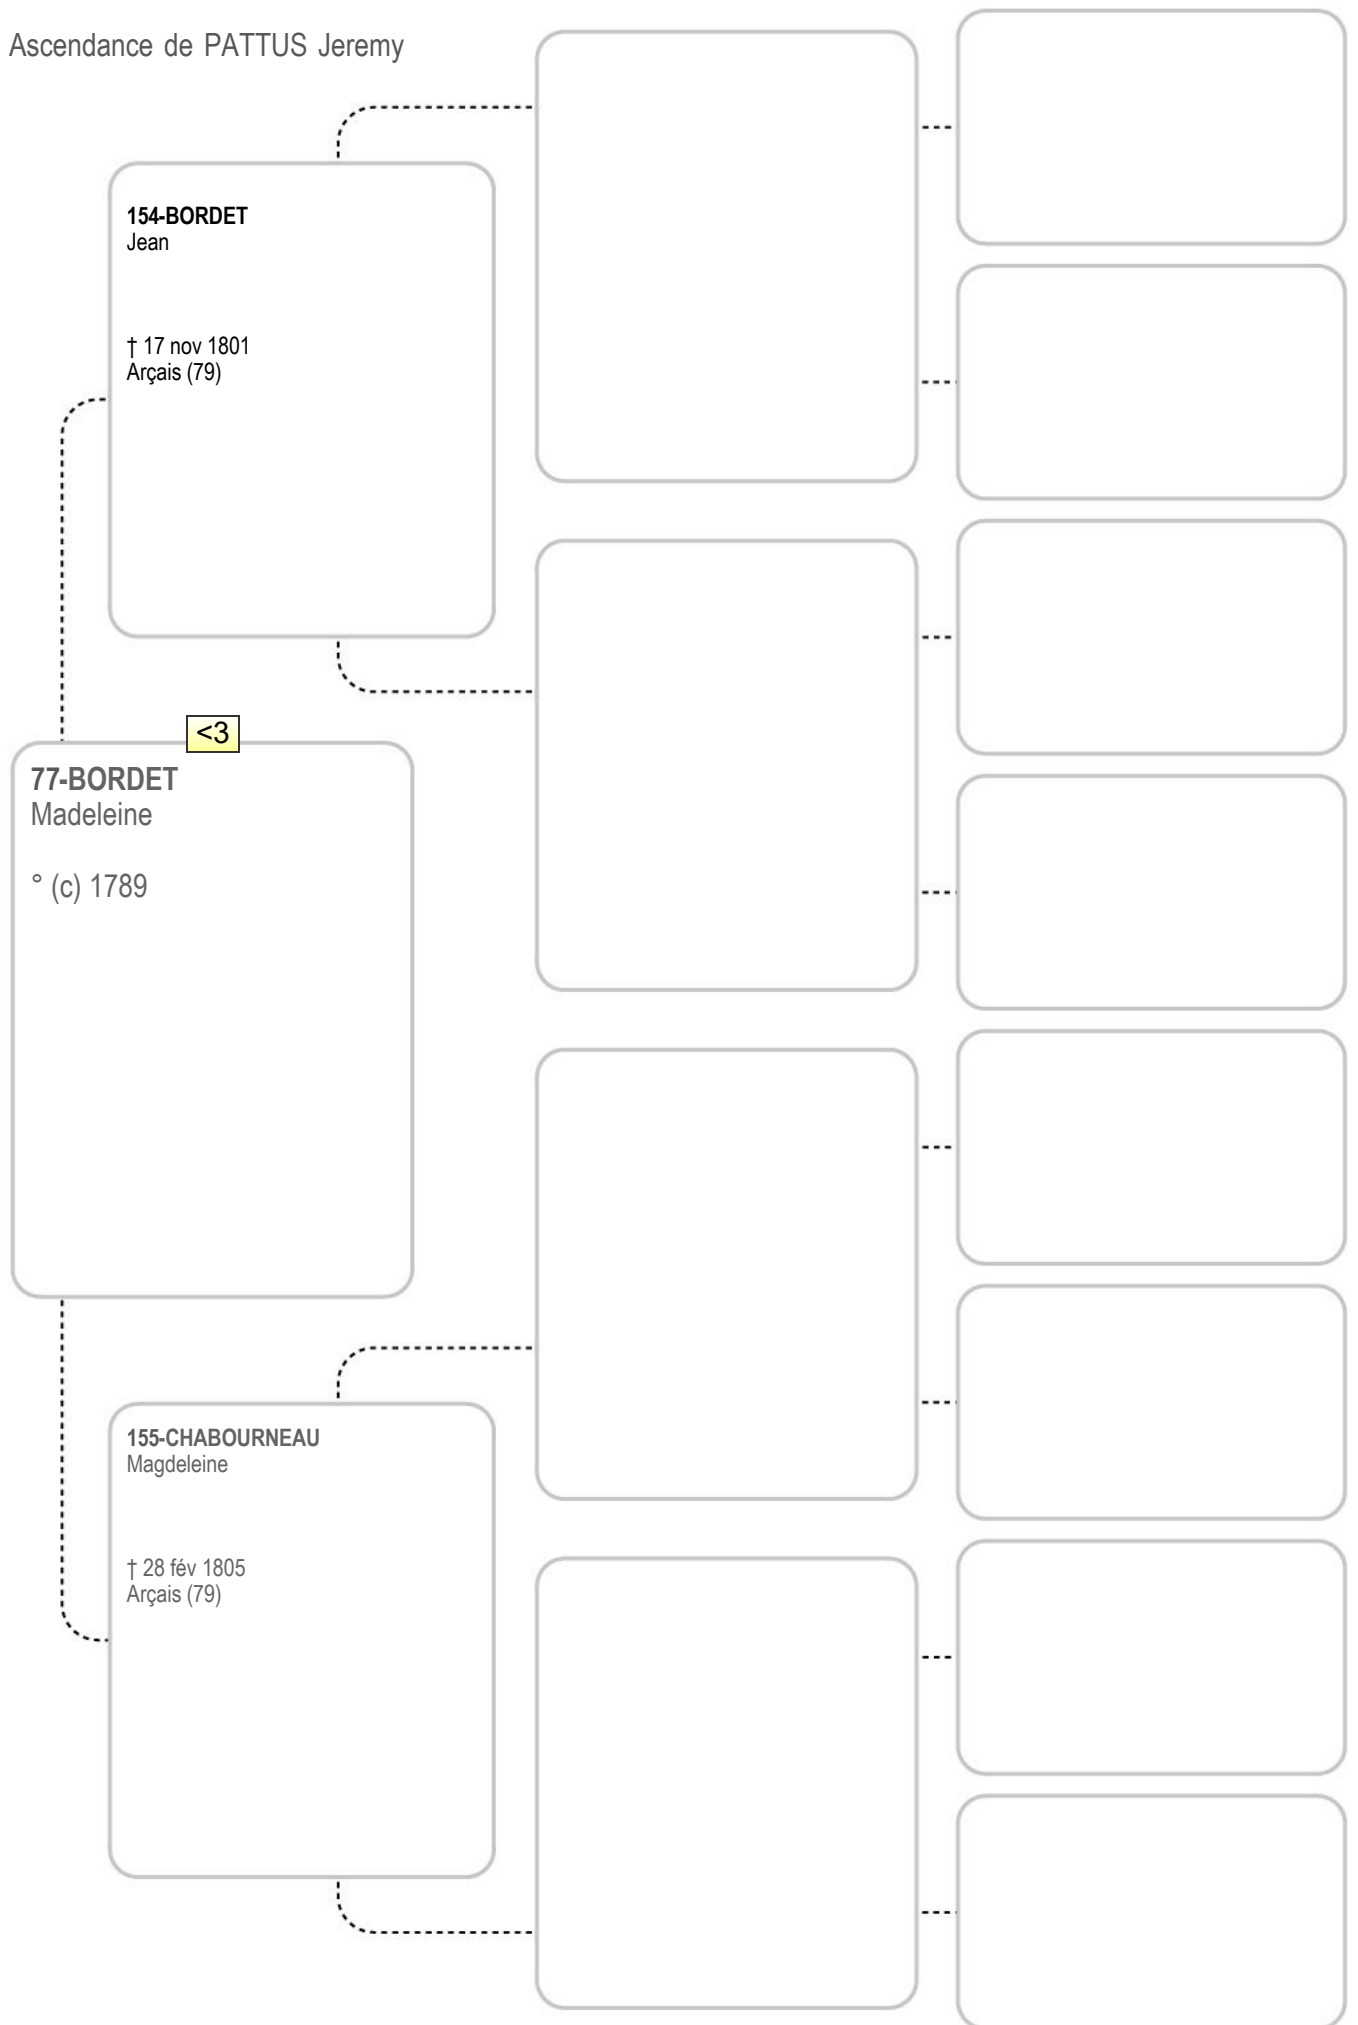 Ascendance de PATTUS Jeremy
154-BORDET
Jean
† 17 nov 1801
Arçais (79)
<3
77-BORDET
Madeleine
° (c) 1789
155-CHABOURNEAU
Magdeleine
† 28 fév 1805
Arçais (79)